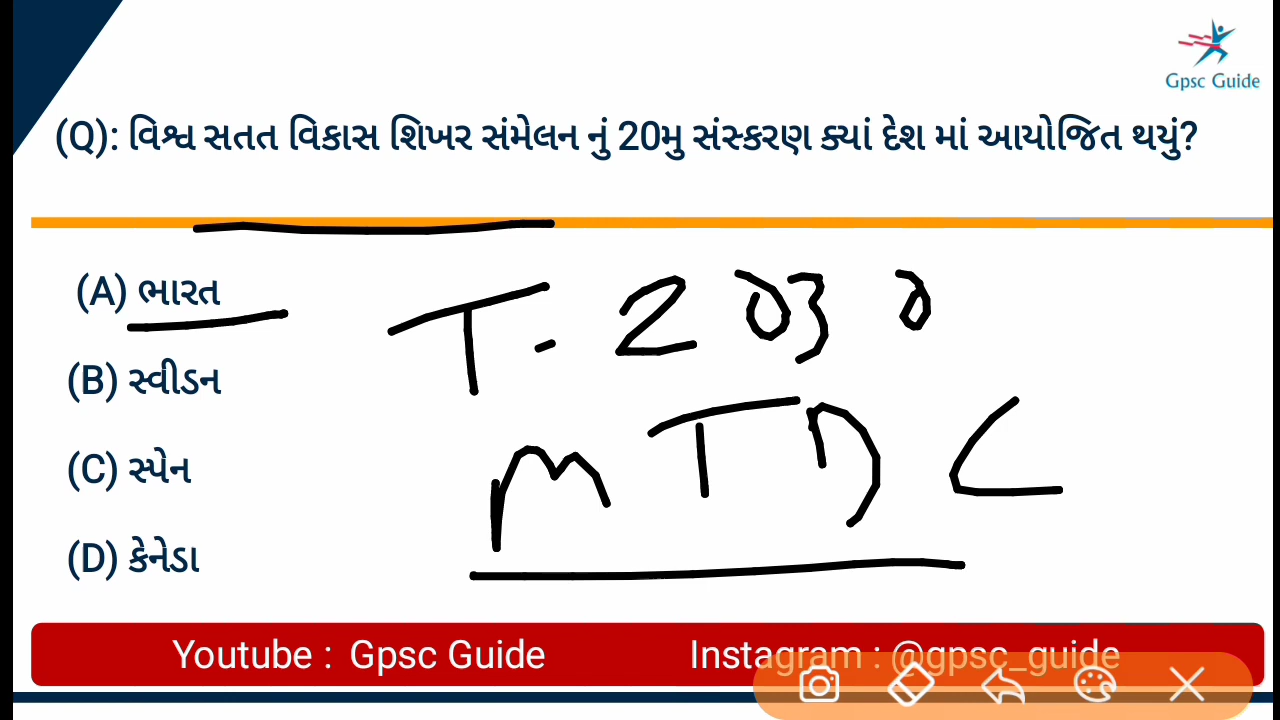 Gpsc Guide
(Q): વિશ્વ સતત વિકાસ શિખર સંમેલન નું 20મુ સંસ્કરણ ક્યાં દેશ માં આયોજિત થયું?
(A) ભારત
(B) સ્વીડન
(C) સ્પેન
(D) કેનેડા
T. 2030
MTDC
Youtube : Gpsc Guide Instagram : @gpsc_guide